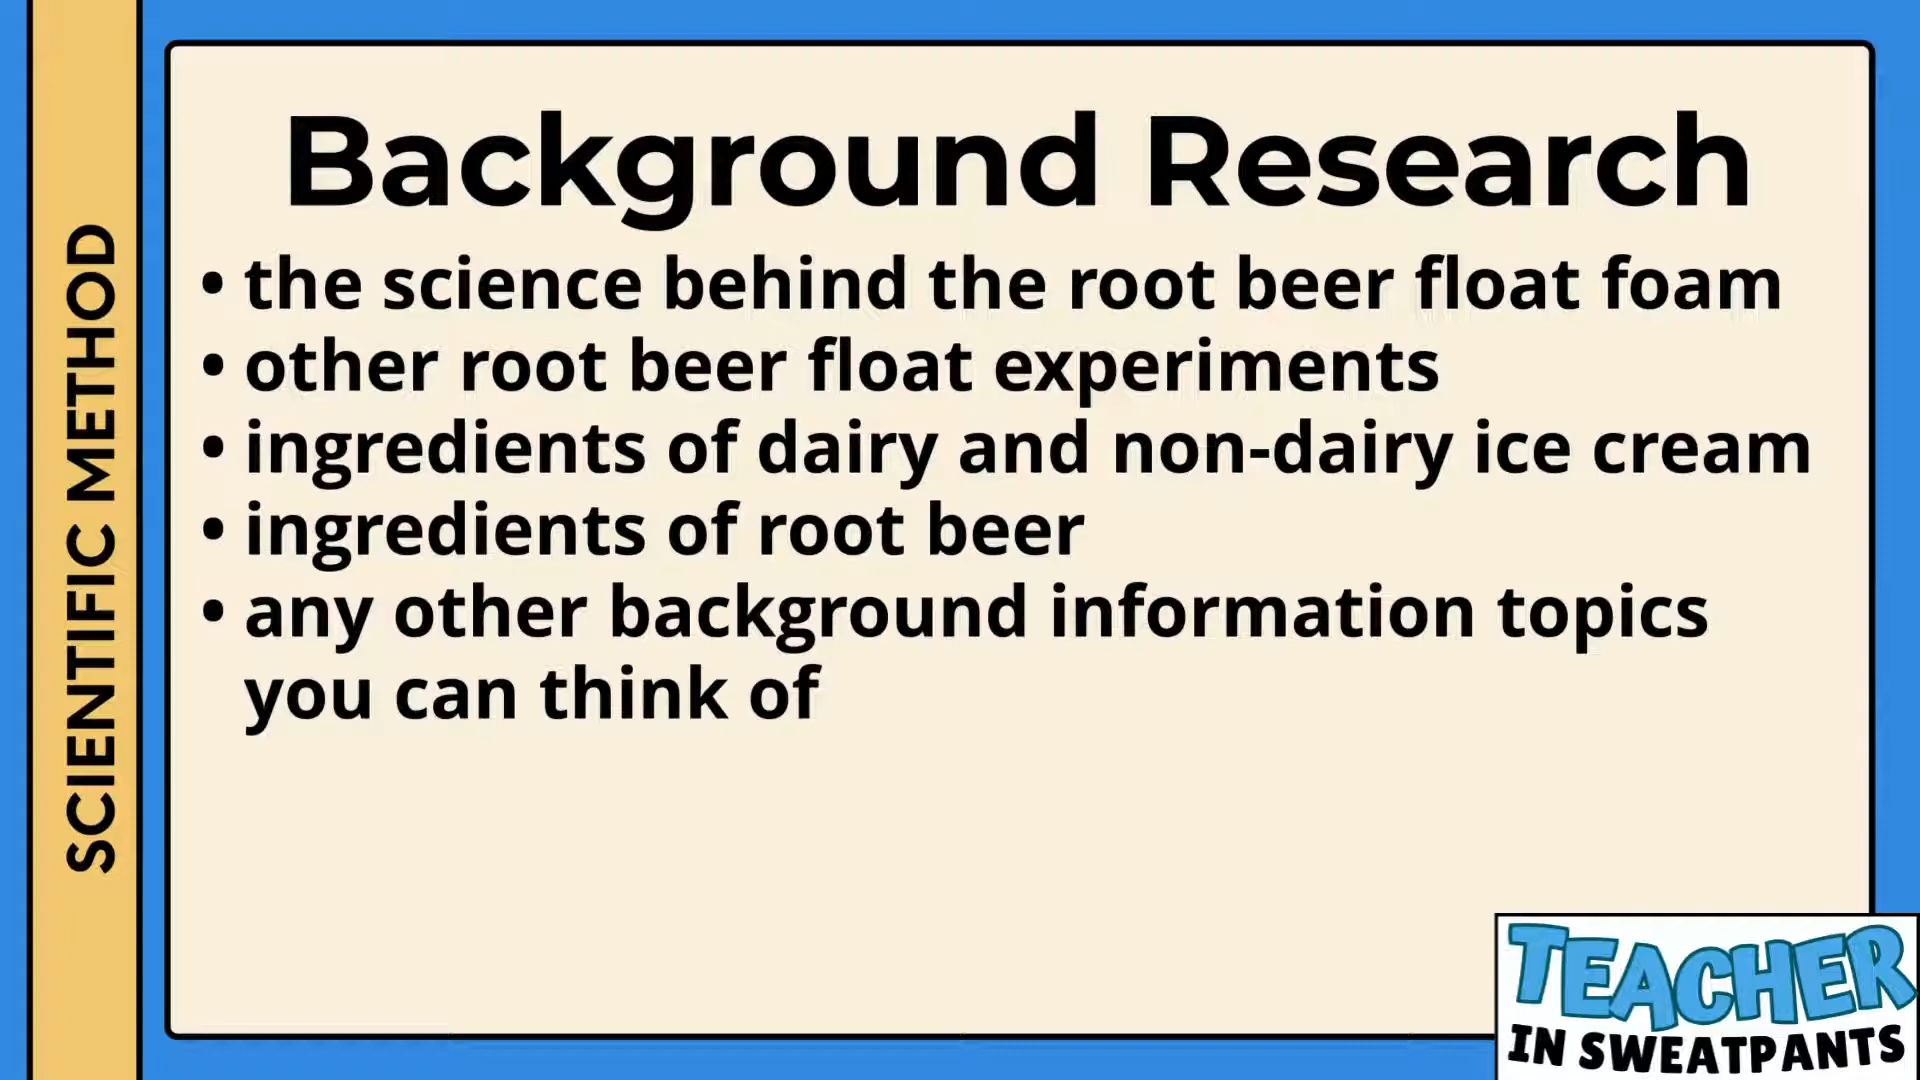 SCIENTIFIC METHOD
Background Research
• the science behind the root beer float foam
• other root beer float experiments
• ingredients of dairy and non-dairy ice cream
• ingredients of root beer
• any other background information topics
you can think of
TEACHER
IN SWEATPANTS